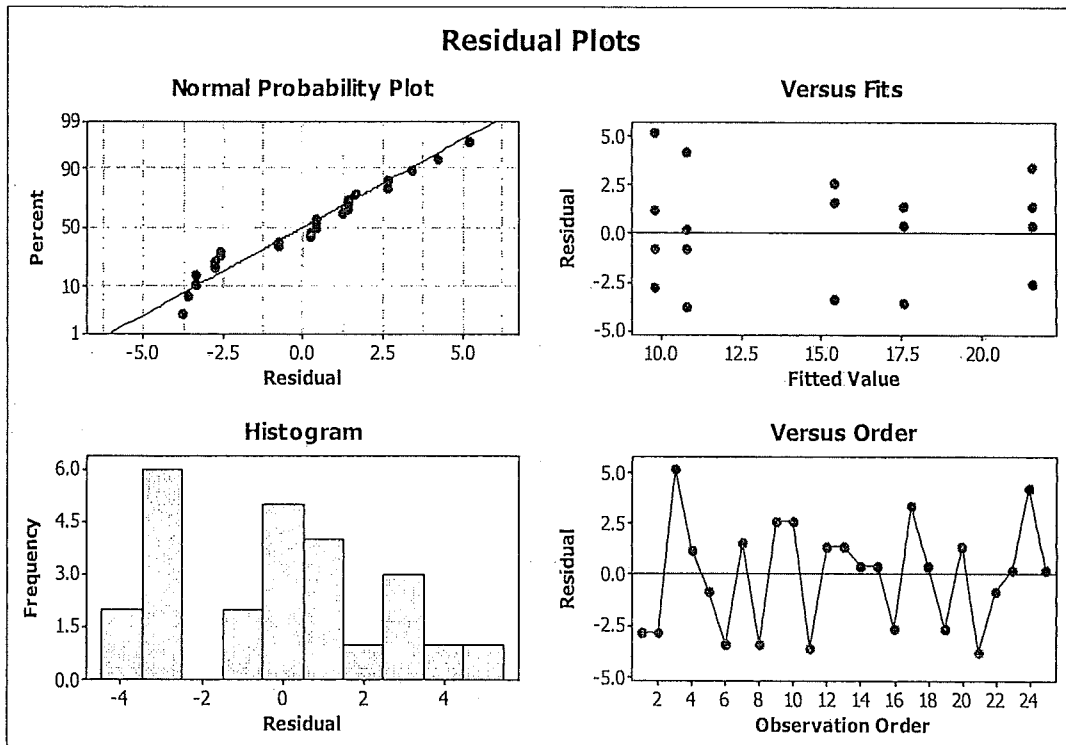 Residual Plots
Normal Probability Plot
99
90
50
10
1
Percent
-5.0 -2.5 0.0 2.5 5.0
Residual
Versus Fits
5.0
2.5
0.0
-2.5
-5.0
Residual
10.0 12.5 15.0 17.5 20.0
Fitted Value
Histogram
6.0
4.5
3.0
1.5
0.0
Frequency
-4 -2 0 2 4
Residual
Versus Order
5.0
2.5
0.0
-2.5
-5.0
Residual
2 4 6 8 10 12 14 16 18 20 22 24
Observation Order